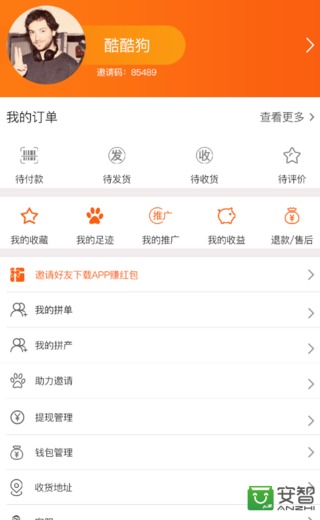 酷酷狗
邀请码：85489
我的订单 查看更多
发 收
待付款 待发货 待收货 待评价
推广
我的收藏 我的足迹 我的推广 我的收益 退款/售后
邀请好友下载APP赚红包
我的拼单
我的拼产
助力邀请
提现管理
钱包管理
收货地址
安智
ANZHI